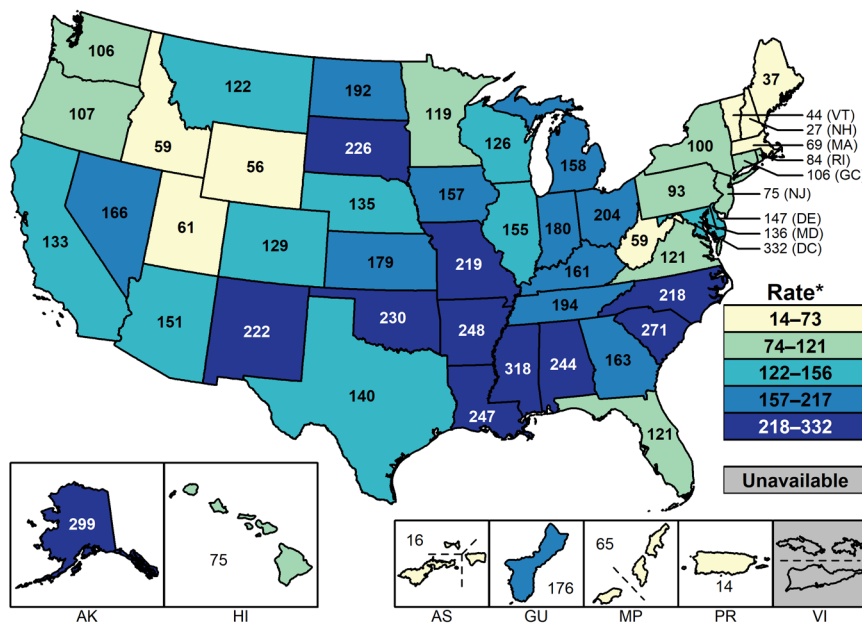 106
107
122
59
56
192
226
119
126
158
100
37
44 (VT)
27 (NH)
69 (MA)
84 (RI)
106 (GC)
75 (NJ)
147 (DE)
136 (MD)
332 (DC)
93
133
166
61
129
135
157
155
180
204
59
121
179
219
161
194
218
271
163
151
222
230
248
318
244
247
140
121
Rate*
14–73
74–121
122–156
157–217
218–332
Unavailable
299
75
AK
HI
16
176
65
14
AS
GU
MP
PR
VI